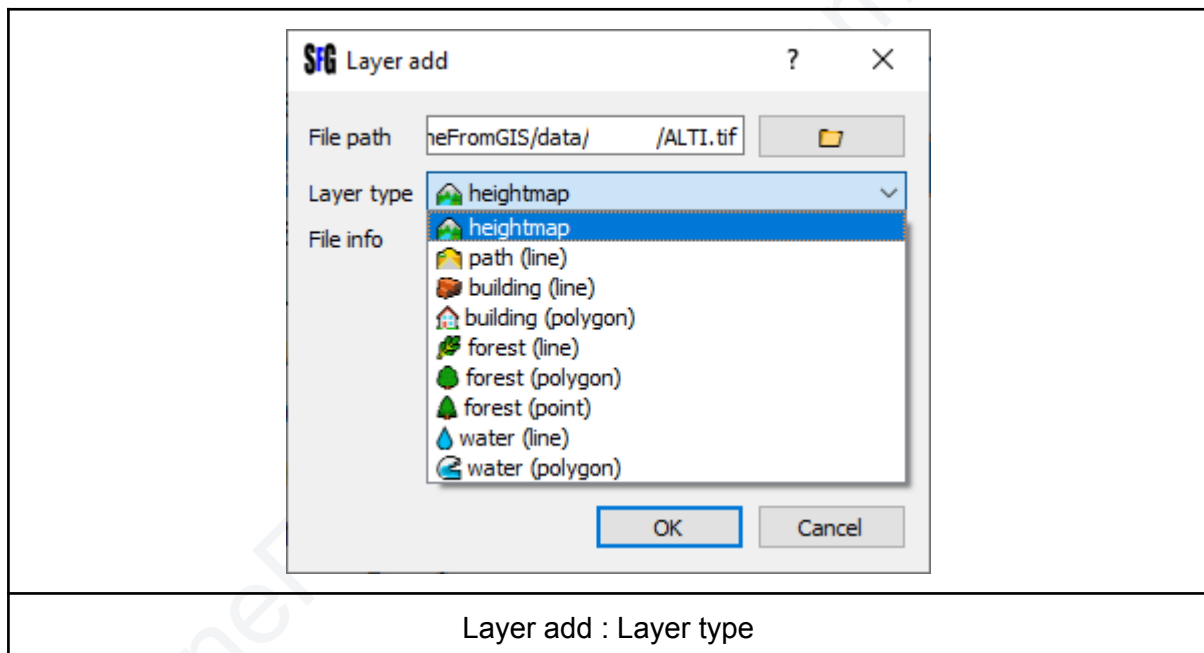 SFG Layer add ?
File path neFromGIS/data/ /ALTI.tif
Layer type heightmap
File info
heightmap
path (line)
building (line)
building (polygon)
forest (line)
forest (polygon)
forest (point)
water (line)
water (polygon)
OK Cancel
Layer add : Layer type